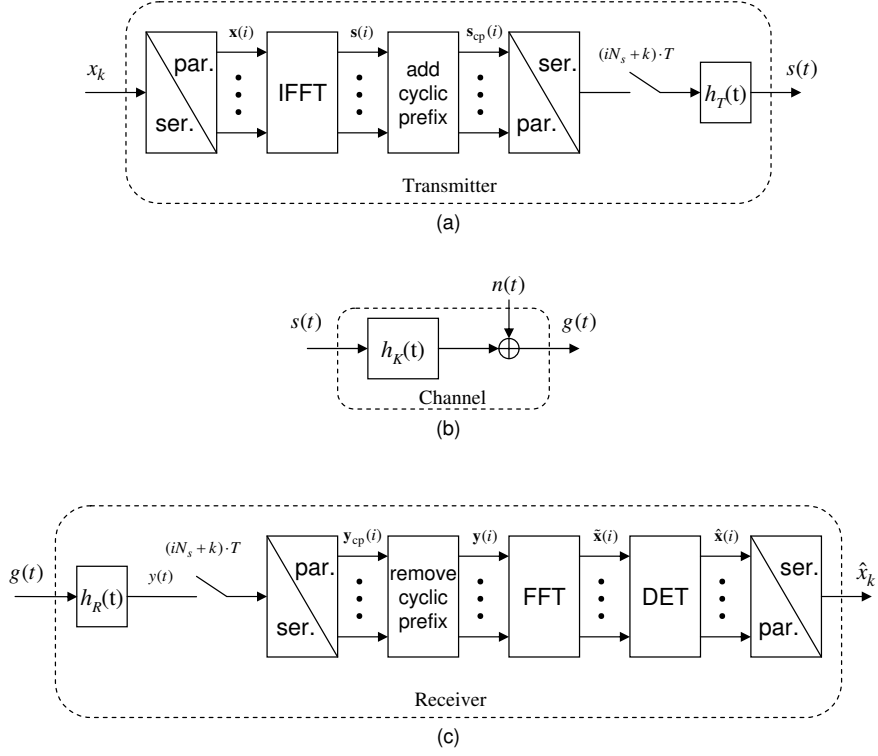 x_k
ser.
par.
𝐱(i)
IFFT
𝐬(i)
add
cyclic
prefix
𝐬_cp(i)
ser.
par.
(iN_s + k)·T
h_T(t)
s(t)
Transmitter
(a)
n(t)
s(t)
h_K(t)
g(t)
Channel
(b)
g(t)
h_R(t)
y(t)
(iN_s + k)·T
par.
ser.
𝐲_cp(i)
remove
cyclic
prefix
𝐲(i)
FFT
𝐱̃(i)
DET
𝐱̂(i)
ser.
par.
x̂_k
Receiver
(c)